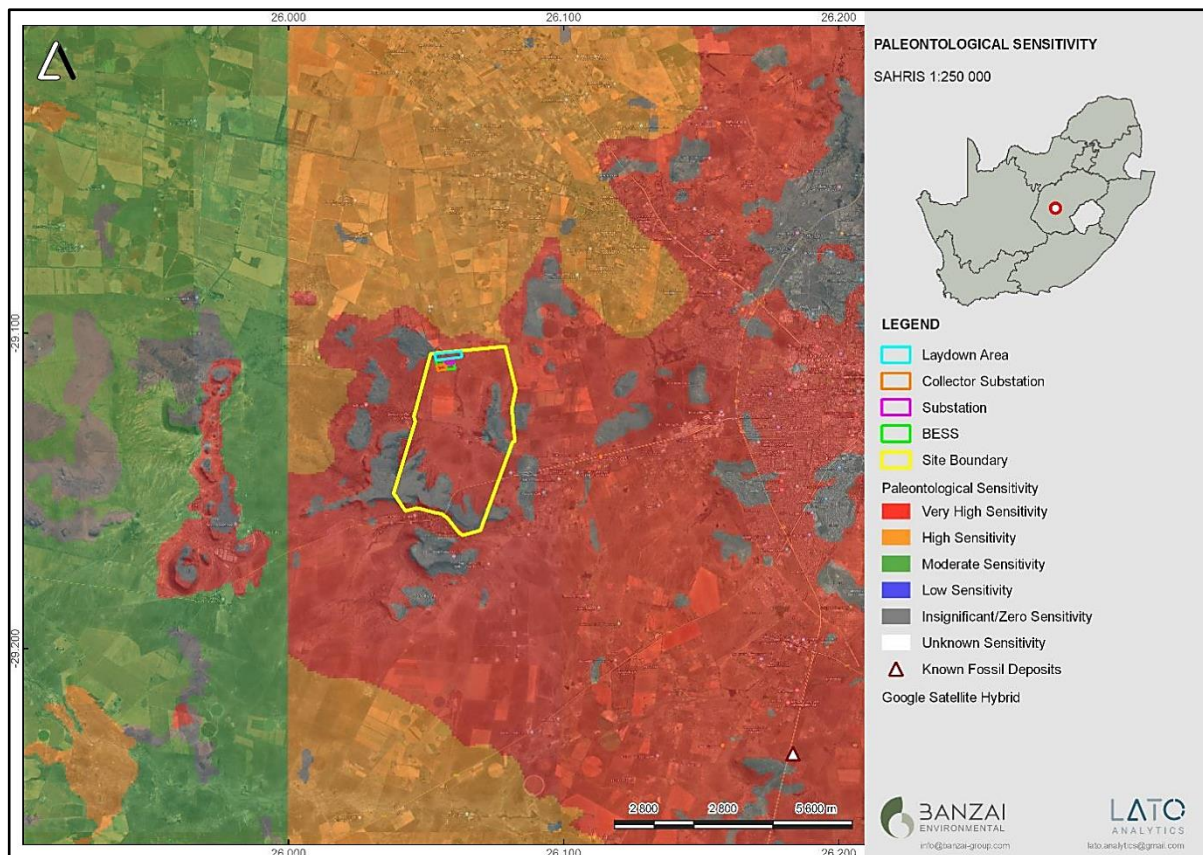 26.000
26.100
26.200
PALEONTOLOGICAL SENSITIVITY
SAHRIS 1:250 000
-29.100
-29.200
LEGEND
Laydown Area
Collector Substation
Substation
BESS
Site Boundary
Paleontological Sensitivity
Very High Sensitivity
High Sensitivity
Moderate Sensitivity
Low Sensitivity
Insignificant/Zero Sensitivity
Unknown Sensitivity
Known Fossil Deposits
Google Satellite Hybrid
2 800
2 800
5 600 m
26.000
26.100
26.200
BANZAI
ENVIRONMENTAL
info@banzai-group.com
LATO
ANALYTICS
lato.analytics@gmail.com